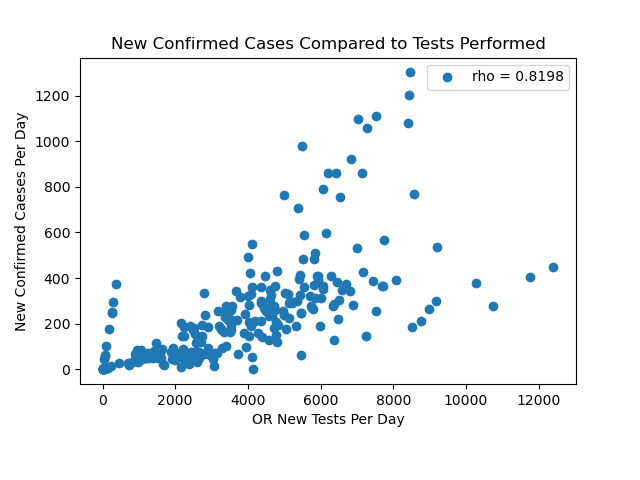 New Confirmed Cases Compared to Tests Performed
rho = 0.8198
New Confirmed Caeses Per Day
1200
1000
800
600
400
200
0
0 2000 4000 6000 8000 10000 12000
OR New Tests Per Day